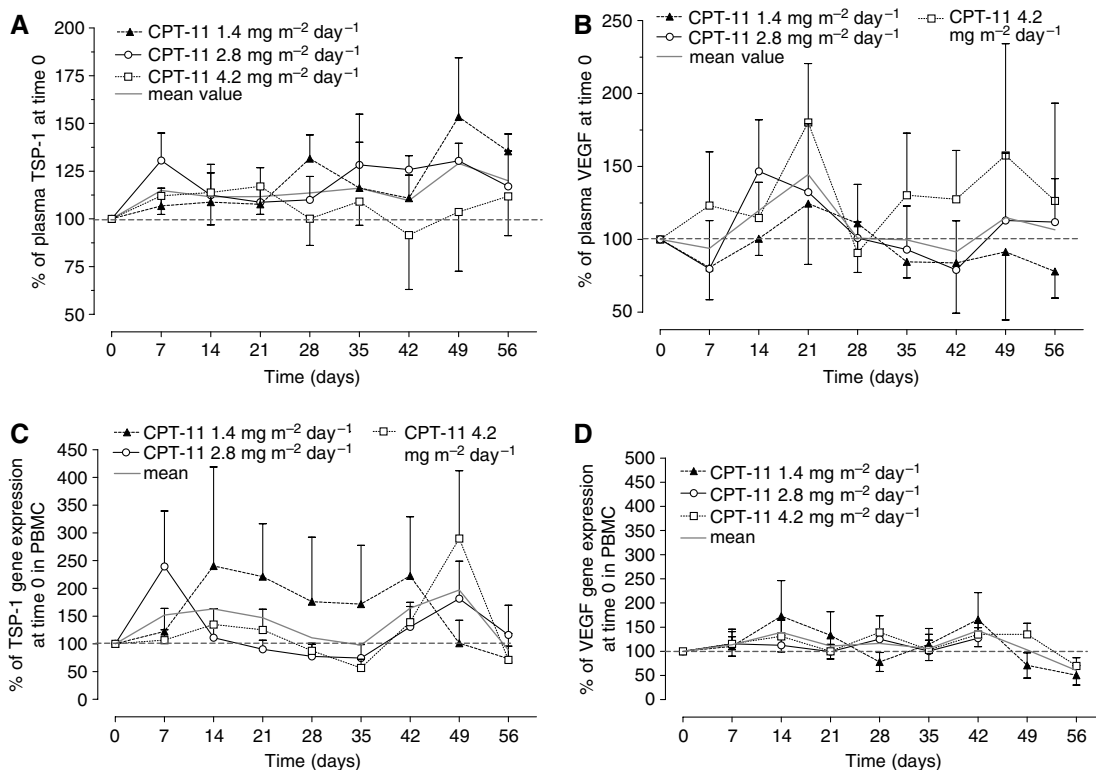 A
CPT-11 1.4 mg m−2 day−1
CPT-11 2.8 mg m−2 day−1
CPT-11 4.2 mg m−2 day−1
mean value
% of plasma TSP-1 at time 0
200
175
150
125
100
75
50
0 7 14 21 28 35 42 49 56
Time (days)
B
CPT-11 1.4 mg m−2 day−1
CPT-11 2.8 mg m−2 day−1
mean value
CPT-11 4.2
mg m−2 day−1
% of plasma VEGF at time 0
250
200
150
100
50
0 7 14 21 28 35 42 49 56
Time (days)
C
CPT-11 1.4 mg m−2 day−1
CPT-11 2.8 mg m−2 day−1
mean
CPT-11 4.2
mg m−2 day−1
% of TSP-1 gene expression
at time 0 in PBMC
450
400
350
300
250
200
150
100
50
0
0 7 14 21 28 35 42 49 56
Time (days)
D
CPT-11 1.4 mg m−2 day−1
CPT-11 2.8 mg m−2 day−1
CPT-11 4.2 mg m−2 day−1
mean
% of VEGF gene expression
at time 0 in PBMC
500
450
400
350
300
250
200
150
100
50
0
0 7 14 21 28 35 42 49 56
Time (days)